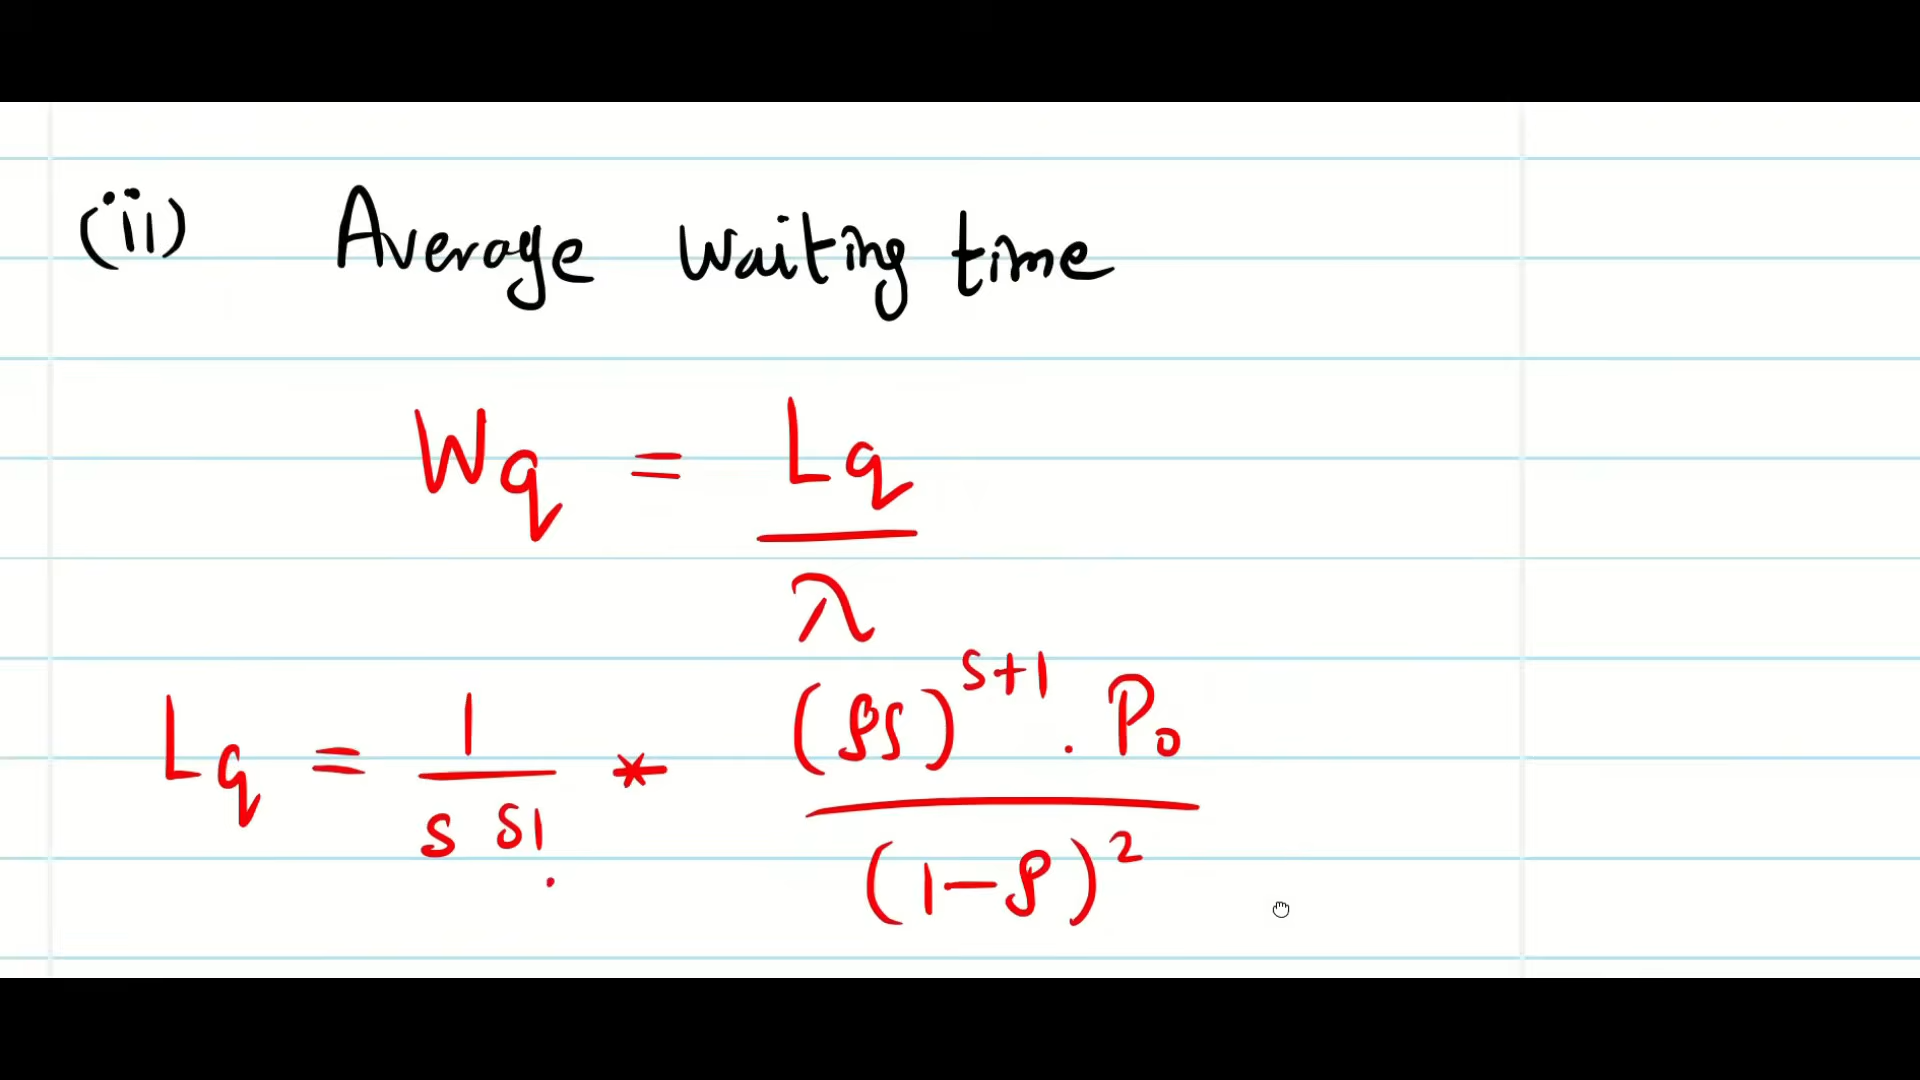 (ii) Average waiting time
Wq = Lq / λ
Lq = 1 / s s! * (ρs)^s+1 . P₀ / (1-ρ)²